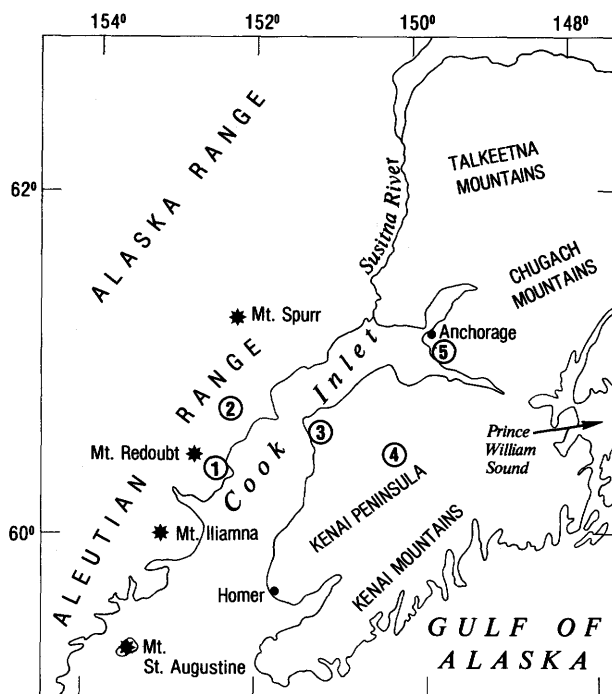 154° 152° 150° 148°
62°
60°
ALASKA RANGE
ALEUTIAN RANGE
Susitna River
TALKEETNA
MOUNTAINS
CHUGACH
MOUNTAINS
Mt. Spurr
Anchorage
5
Cook Inlet
2
3
Mt. Redoubt
1
4
Prince
William
Sound
KENAI PENINSULA
Mt. Iliamna
KENAI MOUNTAINS
Homer
GULF OF
ALASKA
Mt.
St. Augustine